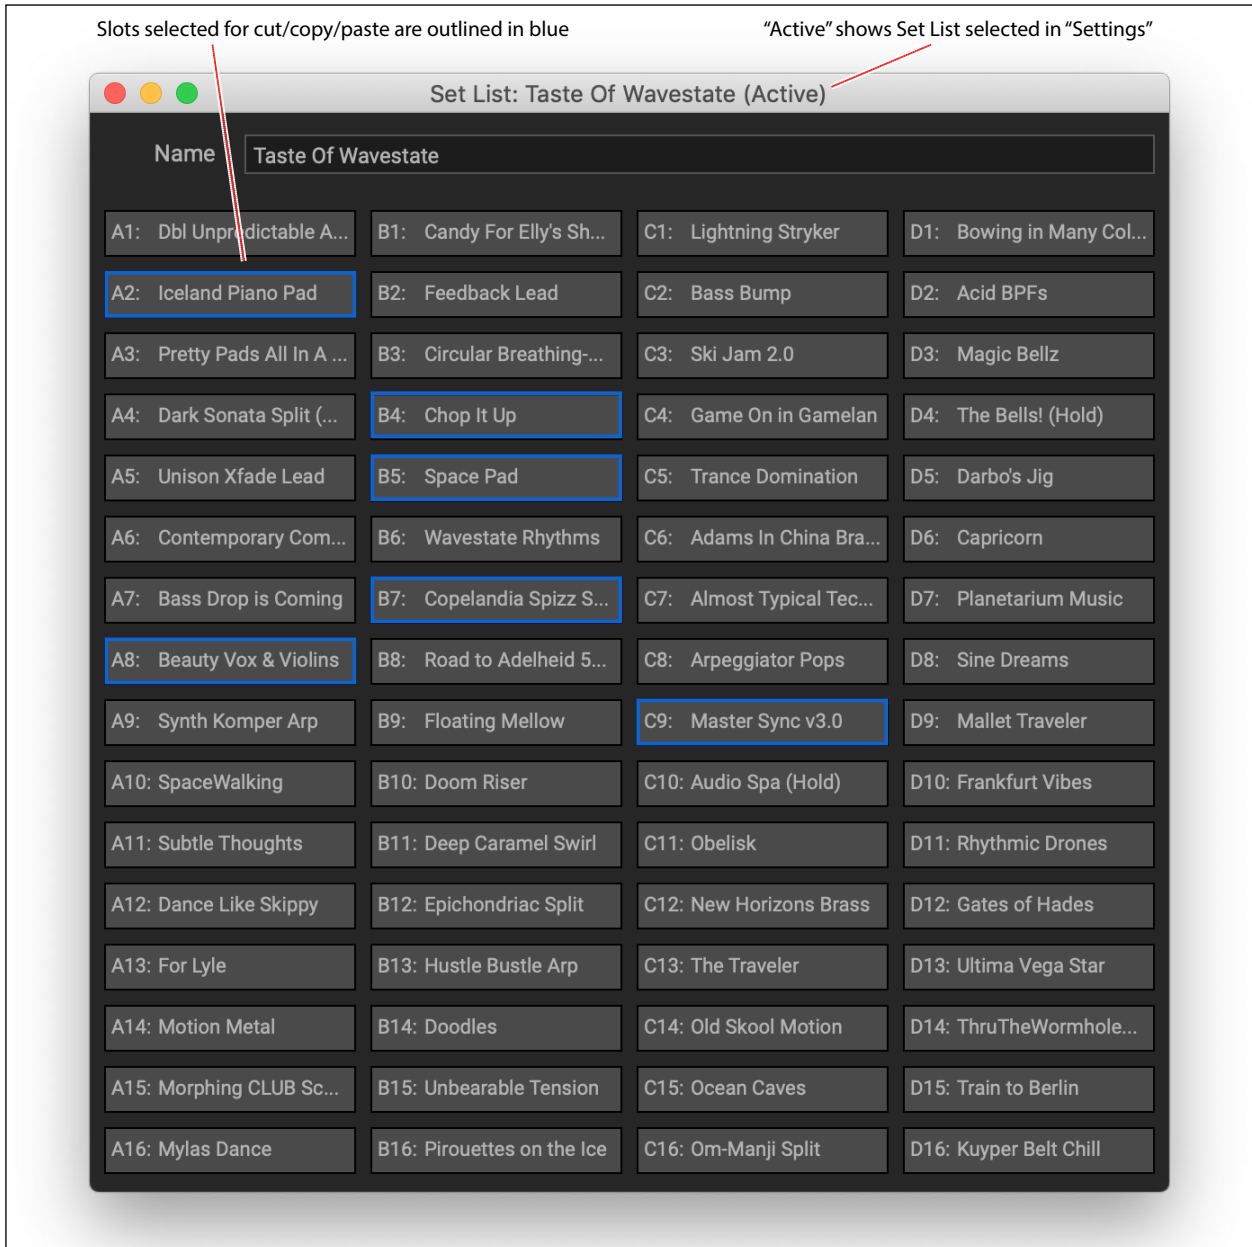 Slots selected for cut/copy/paste are outlined in blue
“Active” shows Set List selected in “Settings”
Set List: Taste Of Wavestate (Active)
Name Taste Of Wavestate
A1: Dbl Unpredictable A... B1: Candy For Elly's Sh... C1: Lightning Stryker D1: Bowing in Many Col...
A2: Iceland Piano Pad B2: Feedback Lead C2: Bass Bump D2: Acid BPFs
A3: Pretty Pads All In A ... B3: Circular Breathing-... C3: Ski Jam 2.0 D3: Magic Bellz
A4: Dark Sonata Split (... B4: Chop It Up C4: Game On in Gamelan D4: The Bells! (Hold)
A5: Unison Xfade Lead B5: Space Pad C5: Trance Domination D5: Darbo's Jig
A6: Contemporary Com... B6: Wavestate Rhythms C6: Adams In China Bra... D6: Capricorn
A7: Bass Drop is Coming B7: Copelandia Spizz S... C7: Almost Typical Tec... D7: Planetarium Music
A8: Beauty Vox & Violins B8: Road to Adelheid 5... C8: Arpeggiator Pops D8: Sine Dreams
A9: Synth Komper Arp B9: Floating Mellow C9: Master Sync v3.0 D9: Mallet Traveler
A10: SpaceWalking B10: Doom Riser C10: Audio Spa (Hold) D10: Frankfurt Vibes
A11: Subtle Thoughts B11: Deep Caramel Swirl C11: Obelisk D11: Rhythmic Drones
A12: Dance Like Skippy B12: Epichondriac Split C12: New Horizons Brass D12: Gates of Hades
A13: For Lyle B13: Hustle Bustle Arp C13: The Traveler D13: Ultima Vega Star
A14: Motion Metal B14: Doodles C14: Old Skool Motion D14: ThruTheWormhole...
A15: Morphing CLUB Sc... B15: Unbearable Tension C15: Ocean Caves D15: Train to Berlin
A16: Mylas Dance B16: Pirouettes on the Ice C16: Om-Manji Split D16: Kuyper Belt Chill